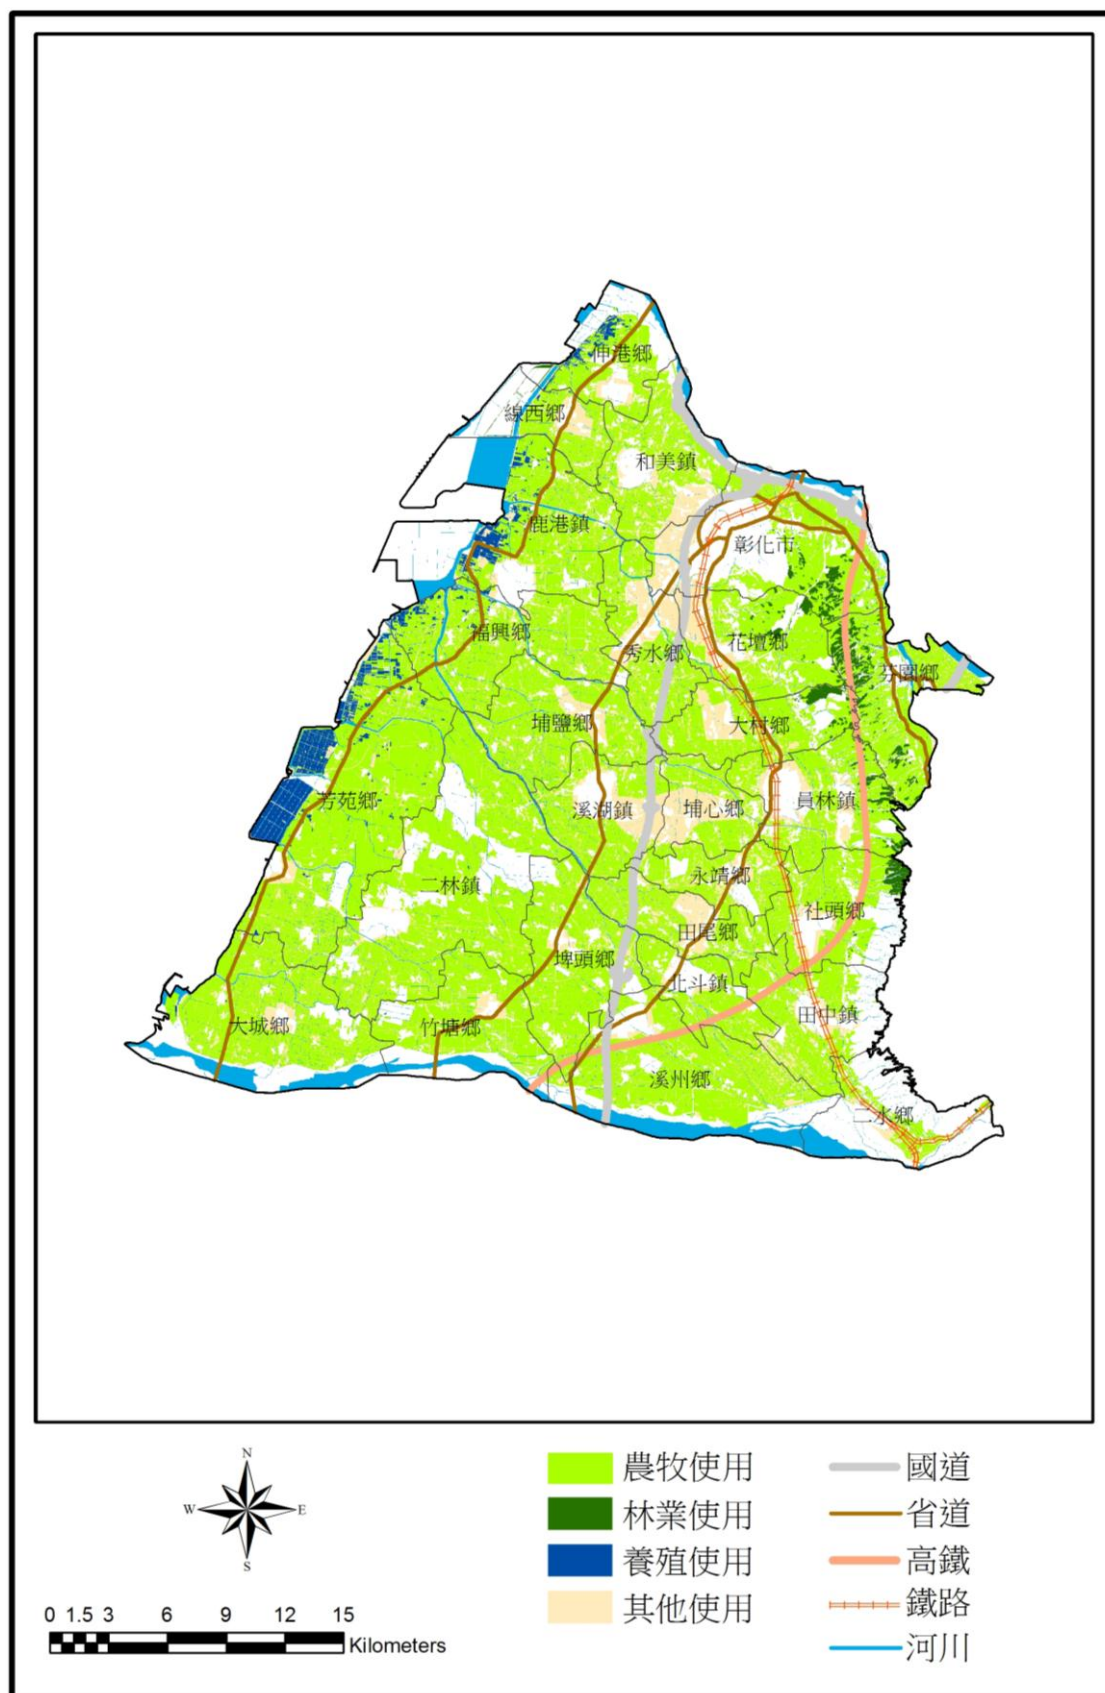 伸港鄉
線西鄉
和美鎮
鹿港鎮
彰化市
福興鄉
秀水鄉
花壇鄉
芬園鄉
埔鹽鄉
大村鄉
芳苑鄉
溪湖鎮
埔心鄉
員林鎮
二林鎮
永靖鄉
社頭鄉
田尾鄉
埤頭鄉
北斗鎮
大城鄉
竹塘鄉
田中鎮
溪州鄉
二水鄉
N
W
E
S
0 1.5 3 6 9 12 15
Kilometers
農牧使用
林業使用
養殖使用
其他使用
國道
省道
高鐵
鐵路
河川